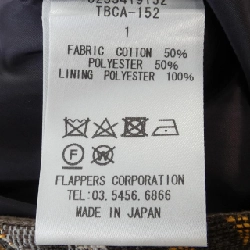 TBCA-152
1
FABRIC COTTON 50%
POLYESTER 50%
LINING POLYESTER 100%
F W
FLAPPERS CORPORATION
TEL:03.5456.6866
MADE IN JAPAN